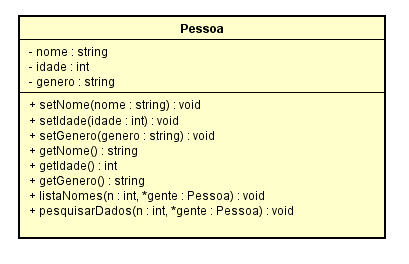 Pessoa
- nome : string
- idade : int
- genero : string
+ setNome(nome : string) : void
+ setIdade(idade : int) : void
+ setGenero(genero : string) : void
+ getNome() : string
+ getIdade() : int
+ getGenero() : string
+ listaNomes(n : int, *gente : Pessoa) : void
+ pesquisarDados(n : int, *gente : Pessoa) : void